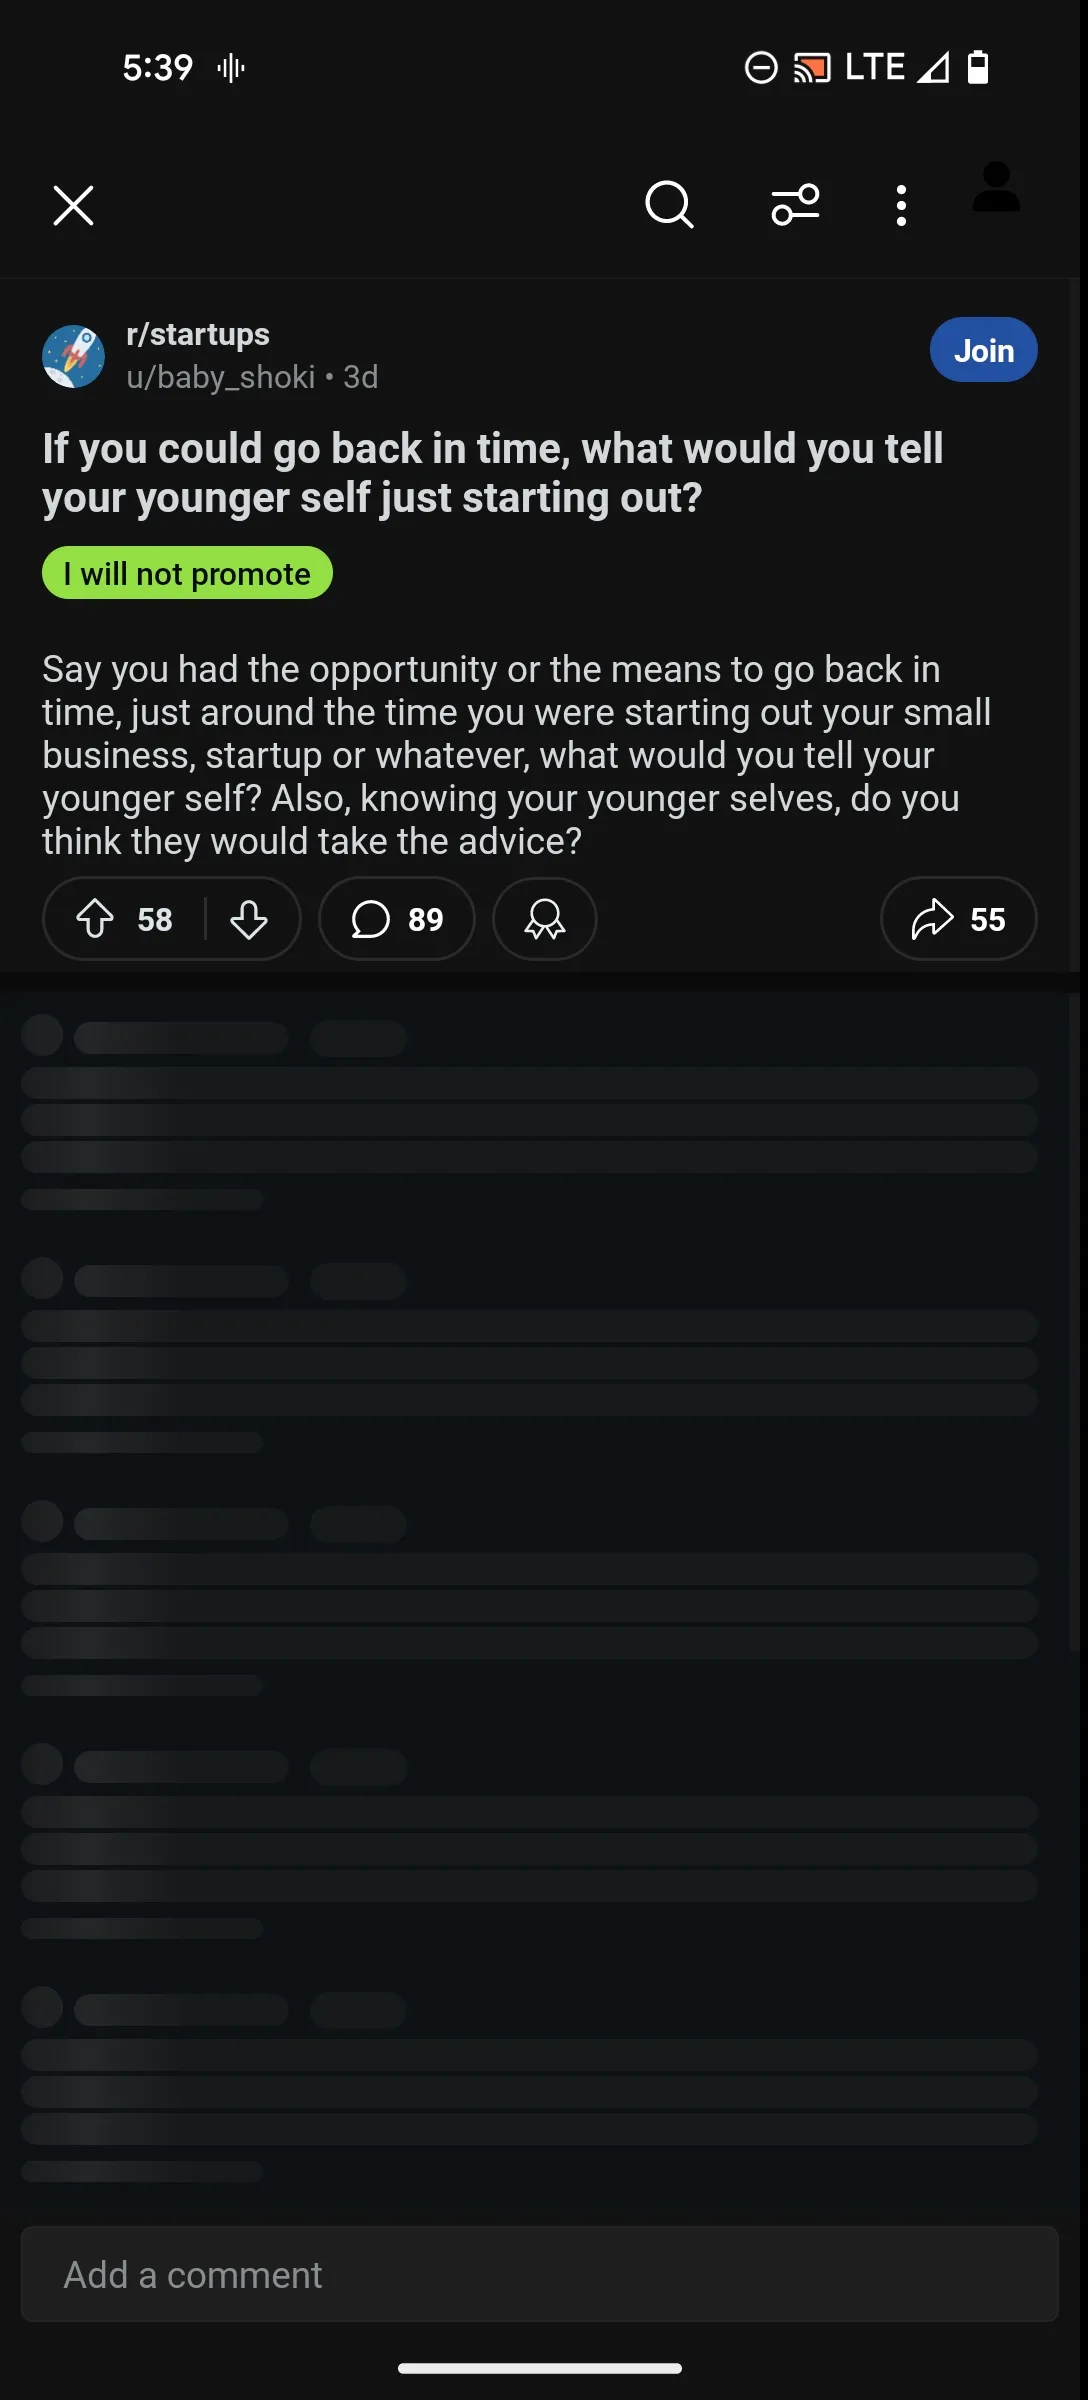 5:39
LTE
r/startups
Join
u/baby_shoki • 3d
If you could go back in time, what would you tell
your younger self just starting out?
I will not promote
Say you had the opportunity or the means to go back in
time, just around the time you were starting out your small
business, startup or whatever, what would you tell your
younger self? Also, knowing your younger selves, do you
think they would take the advice?
58 89 55
Add a comment